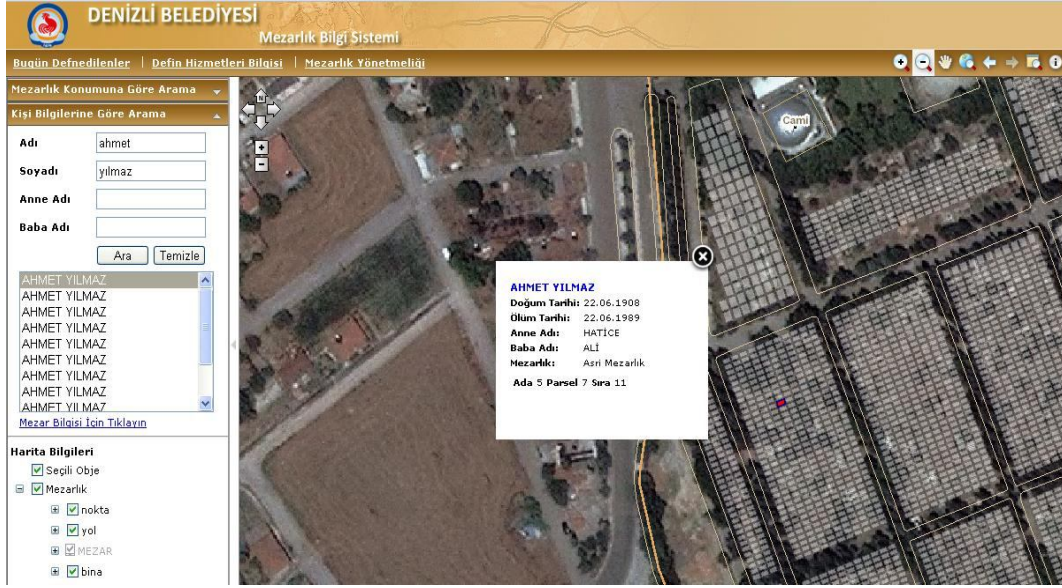 DENİZLİ BELEDİYESİ
Mezarlık Bilgi Sistemi
Bugün Defnedilenler | Defin Hizmetleri Bilgisi | Mezarlık Yönetmeliği
Mezarlık Konumuna Göre Arama
Kişi Bilgilerine Göre Arama
Adı ahmet
Soyadı yılmaz
Anne Adı
Baba Adı
Ara Temizle
AHMET YILMAZ
AHMET YILMAZ
AHMET YILMAZ
AHMET YILMAZ
AHMET YILMAZ
AHMET YILMAZ
AHMET YILMAZ
AHMET YILMAZ
AHMET YILMAZ
Mezar Bilgisi İçin Tıklayın
Harita Bilgileri
Seçili Obje
Mezarlık
nokta
yol
MEZAR
bina
N
Cami
AHMET YILMAZ
Doğum Tarihi: 22.06.1908
Ölüm Tarihi: 22.06.1989
Anne Adı: HATİCE
Baba Adı: ALİ
Mezarlık: Asri Mezarlık
Ada 5 Parsel 7 Sıra 11